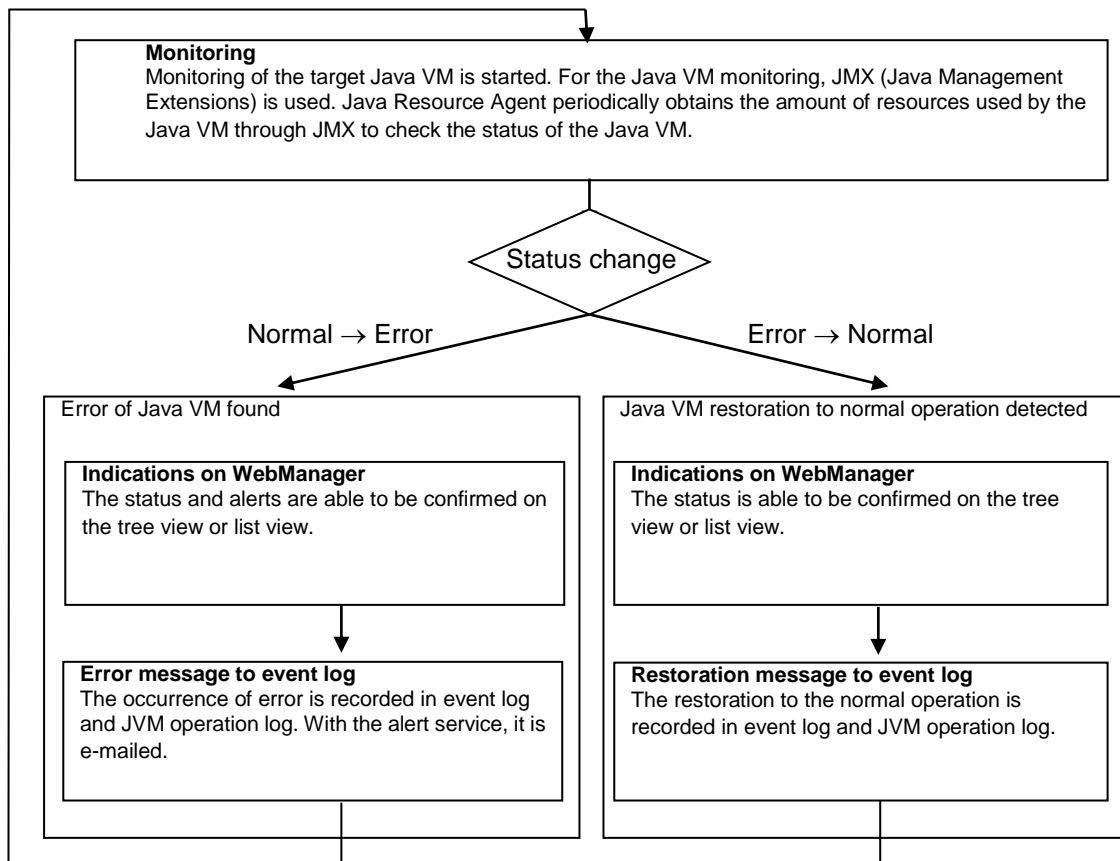 Monitoring
Monitoring of the target Java VM is started. For the Java VM monitoring, JMX (Java Management
Extensions) is used. Java Resource Agent periodically obtains the amount of resources used by the
Java VM through JMX to check the status of the Java VM.
Status change
Normal → Error
Error → Normal
Error of Java VM found
Indications on WebManager
The status and alerts are able to be confirmed on
the tree view or list view.
Error message to event log
The occurrence of error is recorded in event log
and JVM operation log. With the alert service, it is
e-mailed.
Java VM restoration to normal operation detected
Indications on WebManager
The status is able to be confirmed on the tree
view or list view.
Restoration message to event log
The restoration to the normal operation is
recorded in event log and JVM operation log.